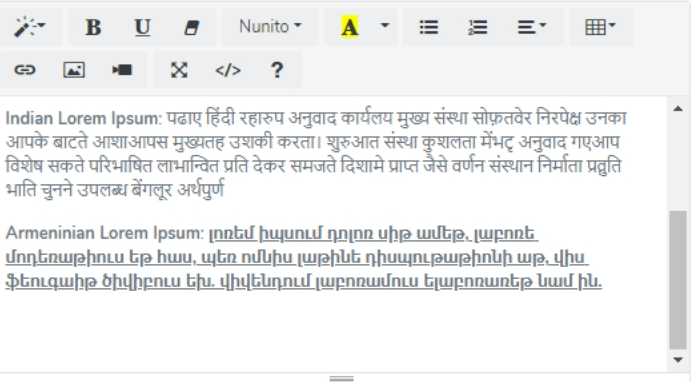 B U Nunito A
</> ?
Indian Lorem Ipsum: पढाए हिंदी रहारुप अनुवाद कार्यलय मुख्य संस्था सोफ़तवेर निरपेक्ष उनका
आपके बाटते आशाआपस मुख्यतह उशकी करता। शुरुआत संस्था कुशलता मेंभटृ अनुवाद गएआप
विशेष सकते परिभाषित लाभान्वित प्रति देकर समजते दिशामे प्राप्त जैसे वर्णन संस्थान निर्माता प्रव्रुति
भाति चुनने उपलब्ध बेंगलूर अर्थपुर्ण
Armeninian Lorem Ipsum: լոռեմ իպսում դոլոռ սիթ ամեթ, լաբոռե
մոդեռաթիուս եթ հաս, պեռ ոմնիս լաթինե դիսպութաթիոնի աթ, վիս
ֆեուգաիթ ծիվիբուս եխ. վիվենդում լաբոռամուս ելաբոռառեթ նամ ին.